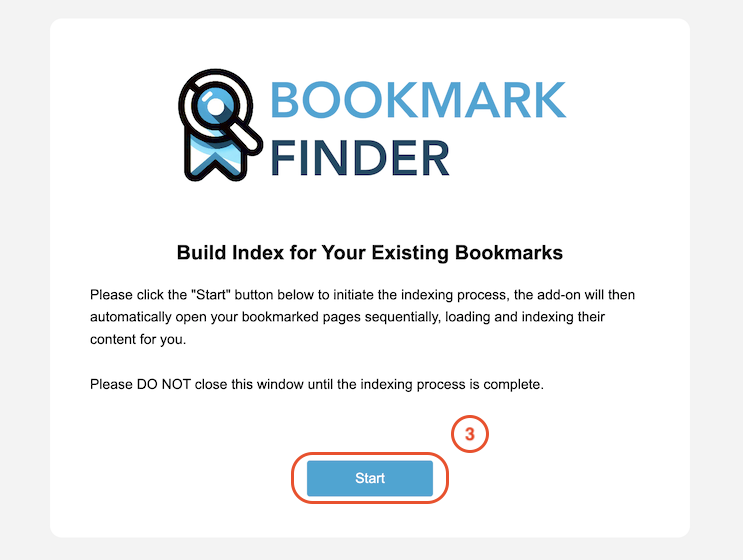 BOOKMARK
FINDER
Build Index for Your Existing Bookmarks
Please click the "Start" button below to initiate the indexing process, the add-on will then
automatically open your bookmarked pages sequentially, loading and indexing their
content for you.
Please DO NOT close this window until the indexing process is complete.
3
Start